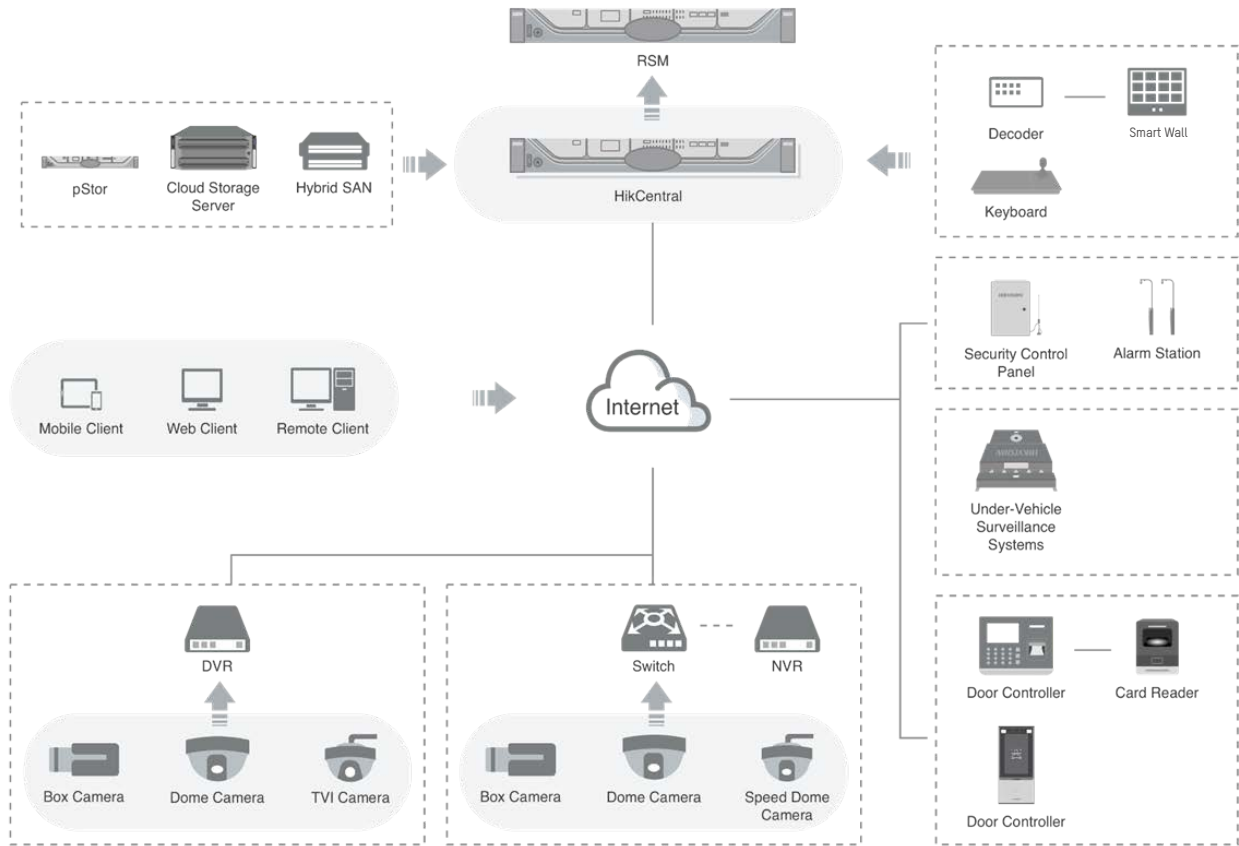 RSM
HikCentral
pStor
Cloud Storage
Server
Hybrid SAN
Decoder
Smart Wall
Keyboard
Mobile Client
Web Client
Remote Client
Internet
Security Control
Panel
Alarm Station
Under-Vehicle
Surveillance
Systems
DVR
Box Camera
Dome Camera
TVI Camera
Switch
NVR
Box Camera
Dome Camera
Speed Dome
Camera
Door Controller
Card Reader
Door Controller